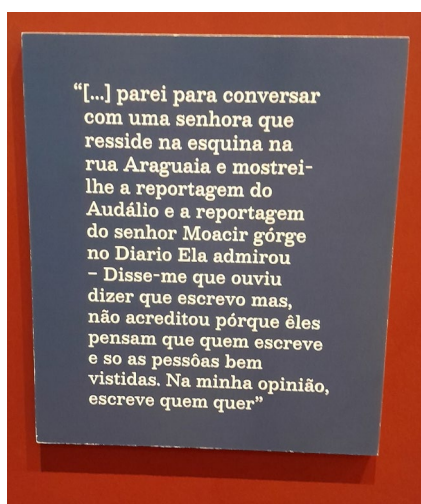 “[...] parei para conversar
com uma senhora que
resside na esquina na
rua Araguaia e mostrei-
lhe a reportagem do
Audálio e a reportagem
do senhor Moacir górge
no Diario Ela admirou
– Disse-me que ouviu
dizer que escrevo mas,
não acreditou pórque êles
pensam que quem escreve
e so as pessôas bem
vistidas. Na minha opinião,
escreve quem quer”